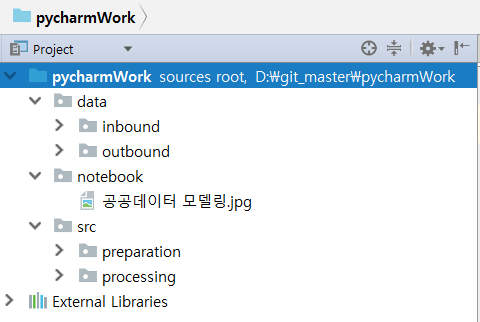 pycharmWork
Project
pycharmWork sources root, D:₩git_master₩pycharmWork
data
inbound
outbound
notebook
공공데이터 모델링.jpg
src
preparation
processing
External Libraries